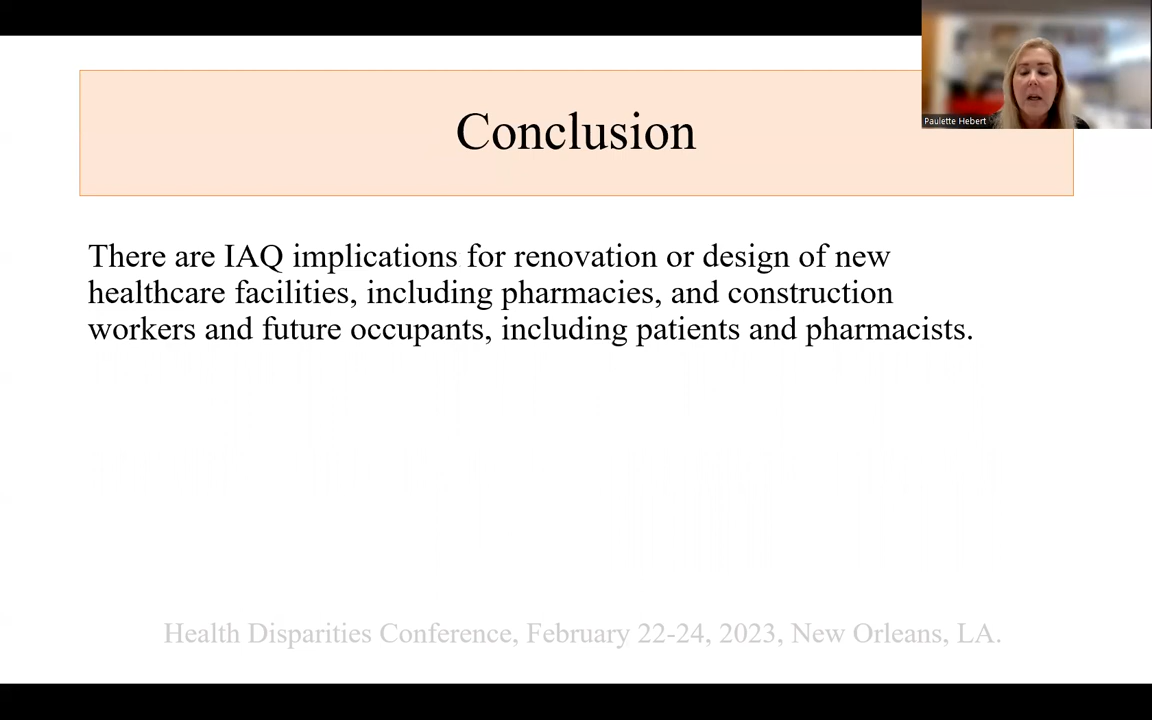 Conclusion
Paulette Hebert
There are IAQ implications for renovation or design of new
healthcare facilities, including pharmacies, and construction
workers and future occupants, including patients and pharmacists.
Health Disparities Conference, February 22-24, 2023, New Orleans, LA.